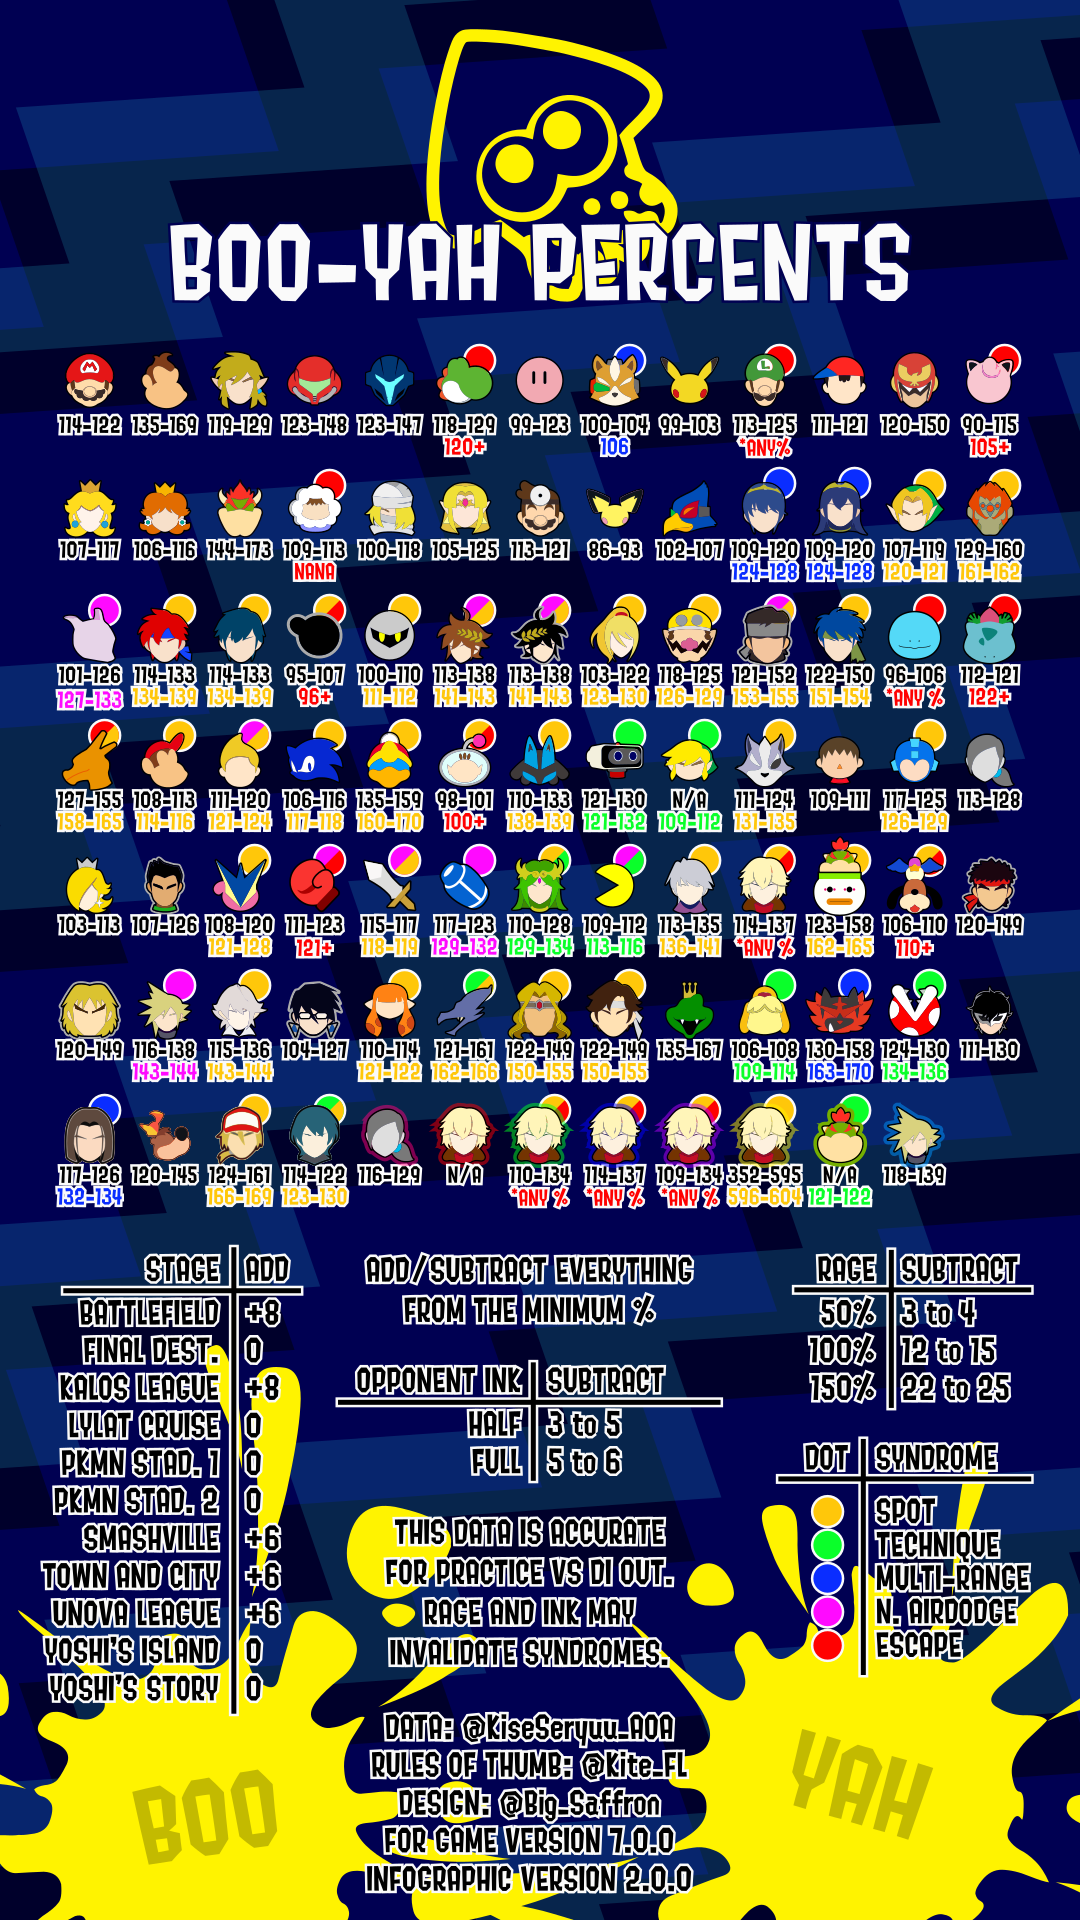 BOO-YAH PERCENTS
114-122 135-169 119-129 123-148 123-147 118-129 99-123 100-104 99-103 113-125 111-121 120-150 90-115
120+ 106 *ANY% 105+
107-117 106-116 144-173 109-113 100-118 105-125 113-121 86-93 102-107 109-120 109-120 107-119 129-160
NANA 124-128 124-128 120-121 161-162
101-126 114-133 114-133 95-107 100-110 113-138 113-138 103-122 118-125 121-152 122-150 96-106 112-121
127-133 134-139 134-139 96+ 111-112 141-143 141-143 123-130 126-129 153-155 151-154 *ANY % 122+
127-155 108-113 111-120 106-116 135-159 98-101 110-133 121-130 N/A 111-124 109-111 117-125 113-128
158-165 114-116 121-124 117-118 160-170 100+ 138-139 121-132 109-112 131-135 126-129
103-113 107-126 108-120 111-123 115-117 117-123 110-128 109-112 113-135 114-137 123-158 106-110 120-149
121-128 121+ 118-119 129-132 129-134 113-116 136-141 *ANY % 162-165 110+
120-149 116-138 115-136 104-127 110-114 121-161 122-149 122-149 135-167 106-108 130-158 124-130 111-130
143-144 143-144 121-122 162-166 150-155 150-155 109-114 163-170 134-136
117-126 120-145 124-161 114-122 116-129 N/A 110-134 114-137 109-134 352-595 N/A 118-139
132-134 166-169 123-130 *ANY % *ANY % *ANY % 596-604 121-122
STAGE ADD
BATTLEFIELD +8
FINAL DEST. 0
KALOS LEAGUE +8
LYLAT CRUISE 0
PKMN STAD. 1 0
PKMN STAD. 2 0
SMASHVILLE +6
TOWN AND CITY +6
UNOVA LEAGUE +6
YOSHI'S ISLAND 0
YOSHI'S STORY 0
ADD/SUBTRACT EVERYTHING
FROM THE MINIMUM %
OPPONENT INK SUBTRACT
HALF 3 to 5
FULL 5 to 6
THIS DATA IS ACCURATE
FOR PRACTICE VS DI OUT.
RAGE AND INK MAY
INVALIDATE SYNDROMES.
RAGE SUBTRACT
50% 3 to 4
100% 12 to 15
150% 22 to 25
DOT SYNDROME
SPOT
TECHNIQUE
MULTI-RANGE
N. AIRDODGE
ESCAPE
DATA: @KiseSeryuu_AOA
RULES OF THUMB: @Kite_FL
DESIGN: @Big_Saffron
FOR GAME VERSION 7.0.0
INFOGRAPHIC VERSION 2.0.0
BOO
YAH